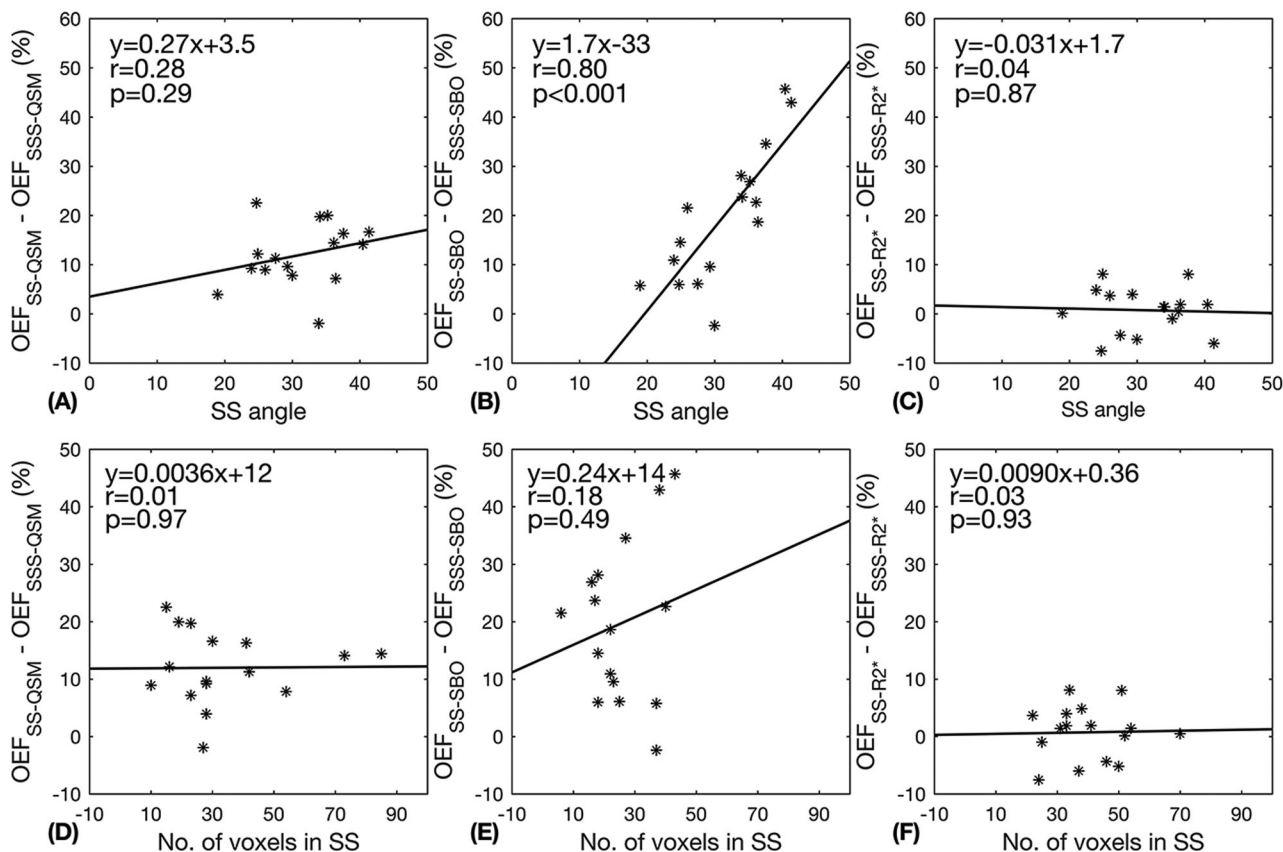 OEF_SS-QSM - OEF_SSS-QSM (%)
60
50
40
30
20
10
0
-10
y=0.27x+3.5
r=0.28
p=0.29
0 10 20 30 40 50
(A)
SS angle
OEF_SS-SBO - OEF_SSS-SBO (%)
60
50
40
30
20
10
0
-10
y=1.7x-33
r=0.80
p<0.001
0 10 20 30 40 50
(B)
SS angle
OEF_SS-R2* - OEF_SSS-R2* (%)
60
50
40
30
20
10
0
-10
y=-0.031x+1.7
r=0.04
p=0.87
0 10 20 30 40 50
(C)
SS angle
OEF_SS-QSM - OEF_SSS-QSM (%)
50
40
30
20
10
0
-10
y=0.0036x+12
r=0.01
p=0.97
-10 10 30 50 70 90
(D)
No. of voxels in SS
OEF_SS-SBO - OEF_SSS-SBO (%)
50
40
30
20
10
0
-10
y=0.24x+14
r=0.18
p=0.49
-10 10 30 50 70 90
(E)
No. of voxels in SS
OEF_SS-R2* - OEF_SSS-R2* (%)
50
40
30
20
10
0
-10
y=0.0090x+0.36
r=0.03
p=0.93
-10 10 30 50 70 90
(F)
No. of voxels in SS